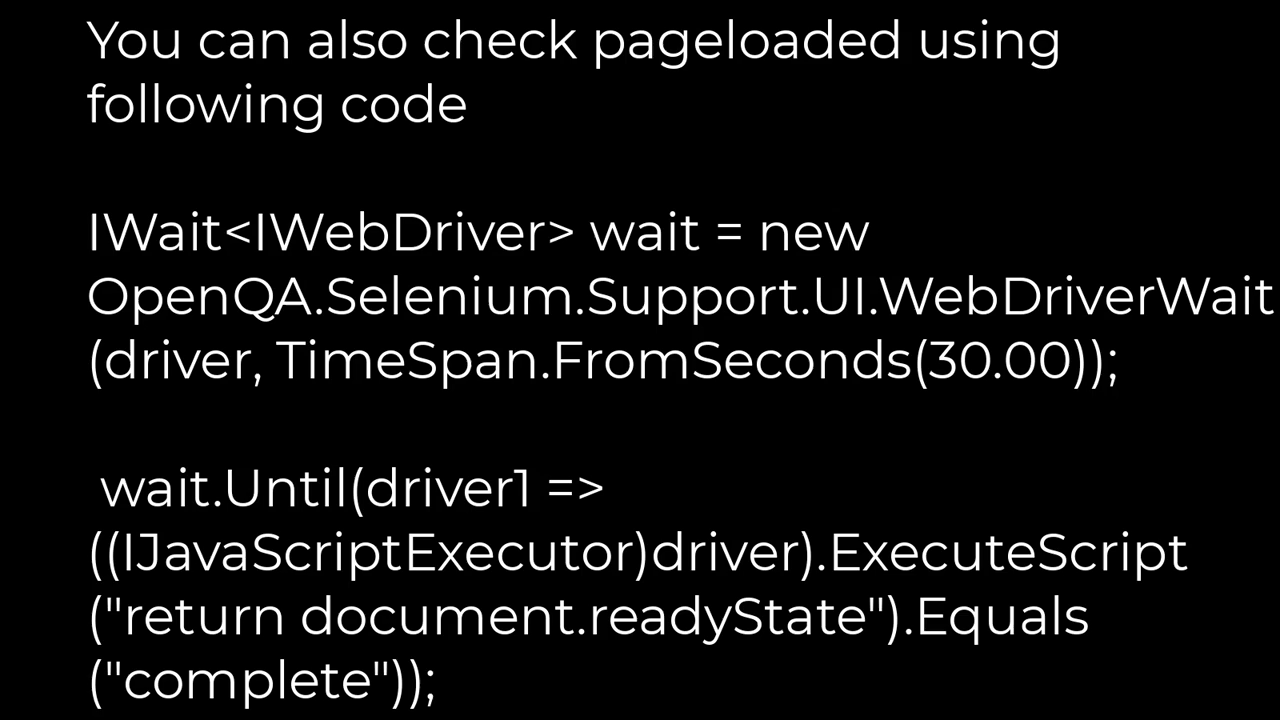 You can also check pageloaded using
following code
IWait<IWebDriver> wait = new
OpenQA.Selenium.Support.UI.WebDriverWait
(driver, TimeSpan.FromSeconds(30.00));
wait.Until(driver1 =>
((IJavaScriptExecutor)driver).ExecuteScript
("return document.readyState").Equals
("complete"));